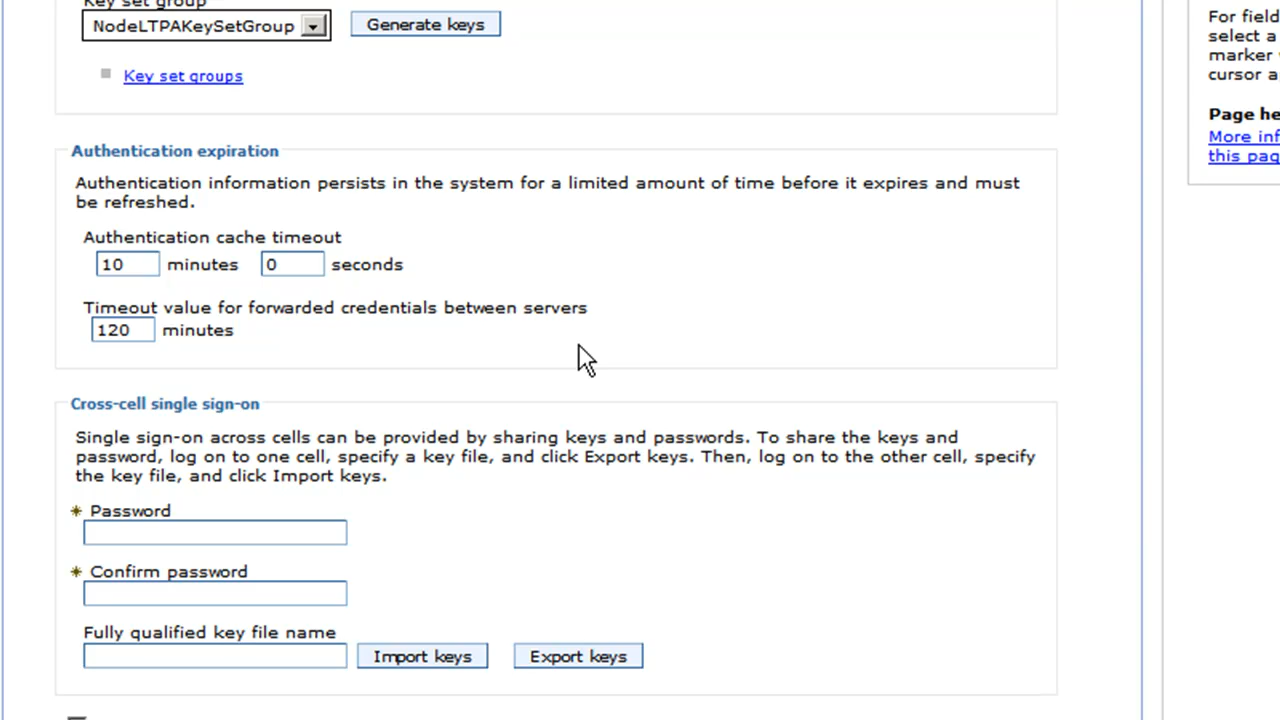 Key set group
NodeLTPAKeySetGroup
Generate keys
Key set groups
Authentication expiration
Authentication information persists in the system for a limited amount of time before it expires and must
be refreshed.
Authentication cache timeout
10 minutes 0 seconds
Timeout value for forwarded credentials between servers
120 minutes
Cross-cell single sign-on
Single sign-on across cells can be provided by sharing keys and passwords. To share the keys and
password, log on to one cell, specify a key file, and click Export keys. Then, log on to the other cell, specify
the key file, and click Import keys.
* Password
* Confirm password
Fully qualified key file name
Import keys
Export keys
For field
select a
marker
cursor a
Page he
More inf
this pag